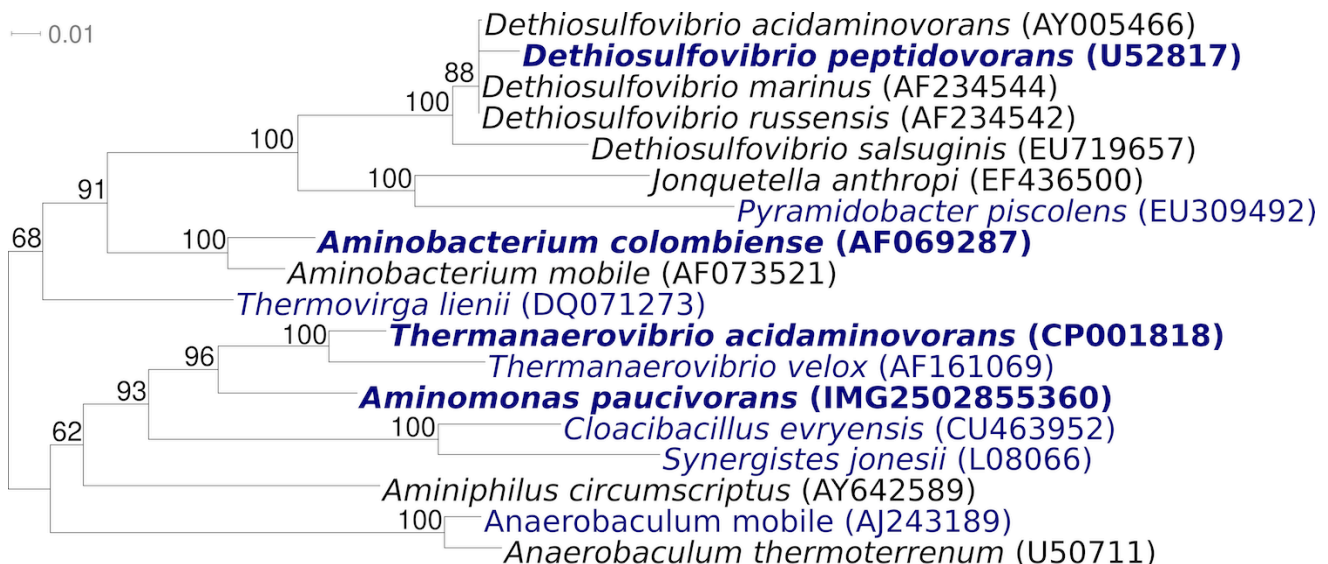 0.01
Dethiosulfovibrio acidaminovorans (AY005466)
Dethiosulfovibrio peptidovorans (U52817)
88
Dethiosulfovibrio marinus (AF234544)
100
Dethiosulfovibrio russensis (AF234542)
100
Dethiosulfovibrio salsuginis (EU719657)
100
Jonquetella anthropi (EF436500)
91
Pyramidobacter piscolens (EU309492)
68
100
Aminobacterium colombiense (AF069287)
Aminobacterium mobile (AF073521)
Thermovirga lienii (DQ071273)
100
Thermanaerovibrio acidaminovorans (CP001818)
96
Thermanaerovibrio velox (AF161069)
93
Aminomonas paucivorans (IMG2502855360)
62
100
Cloacibacillus evryensis (CU463952)
Synergistes jonesii (L08066)
Aminiphilus circumscriptus (AY642589)
100
Anaerobaculum mobile (AJ243189)
Anaerobaculum thermoterrenum (U50711)